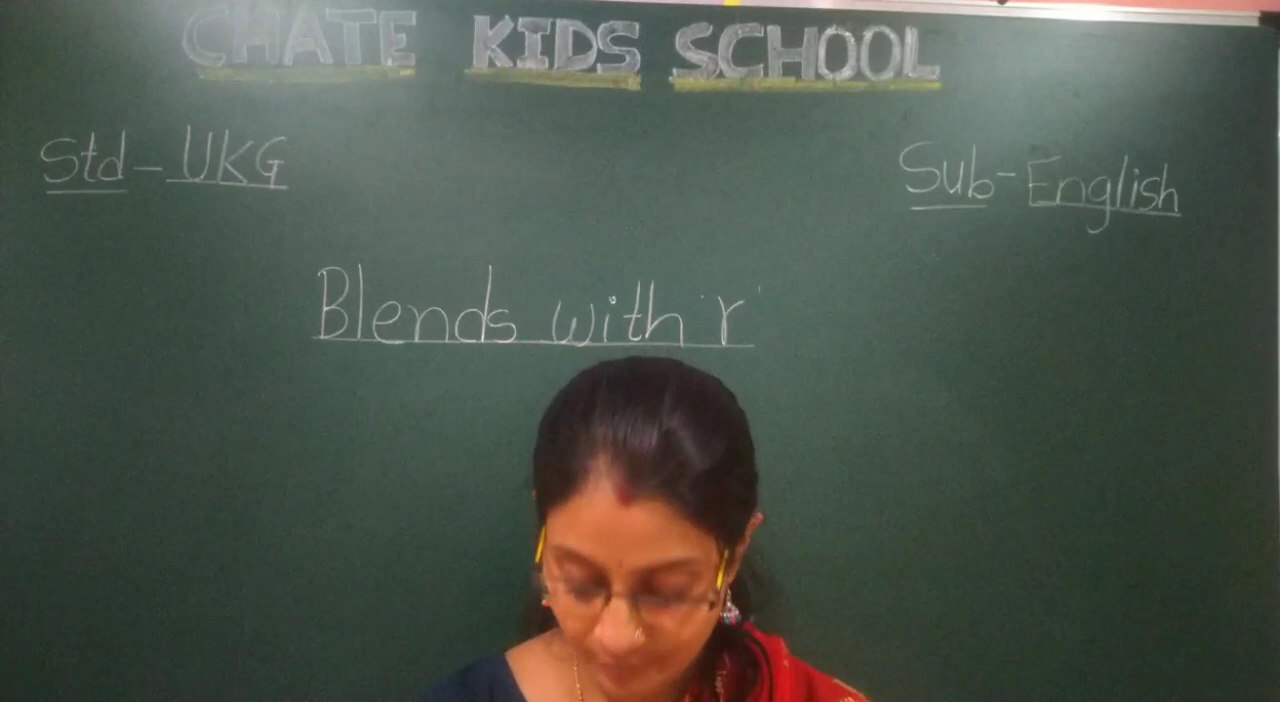 CHATE KIDS SCHOOL
Std - UKG
Sub - English
Blends with 'r'